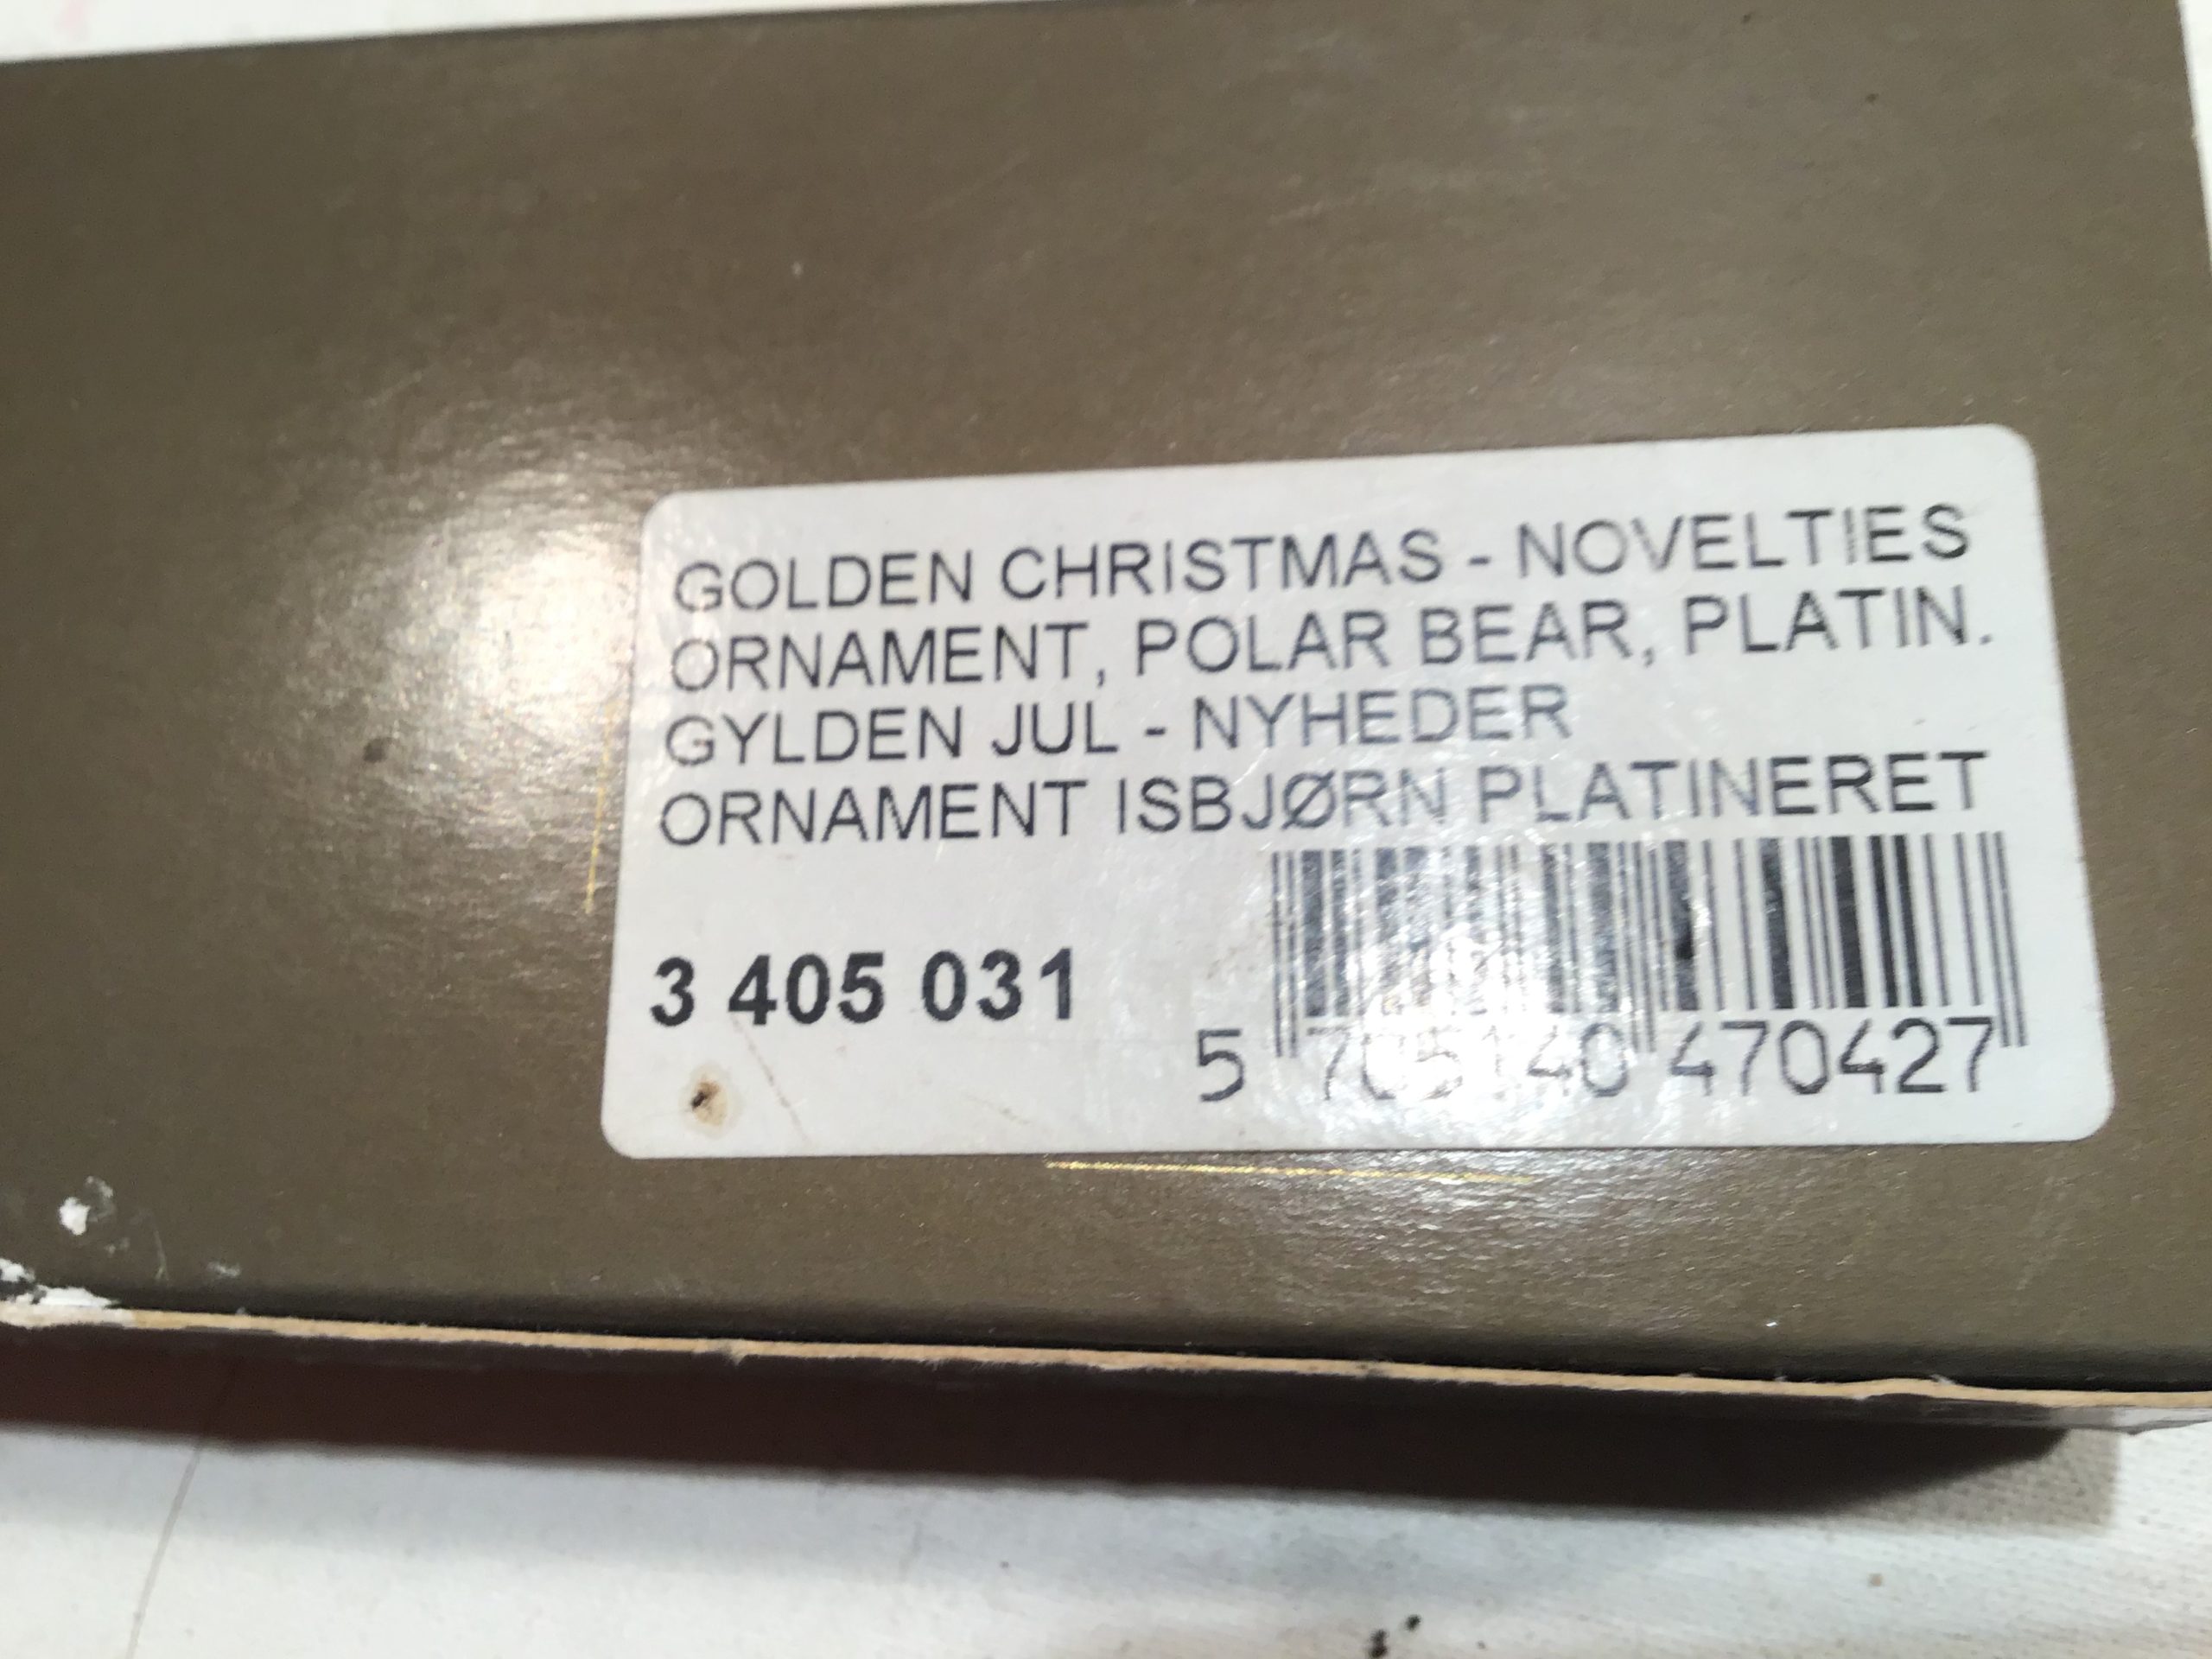 GOLDEN CHRISTMAS - NOVELTIES
ORNAMENT, POLAR BEAR, PLATIN.
GYLDEN JUL - NYHEDER
ORNAMENT ISBJØRN PLATINERET
3 405 031
5 705140 470427